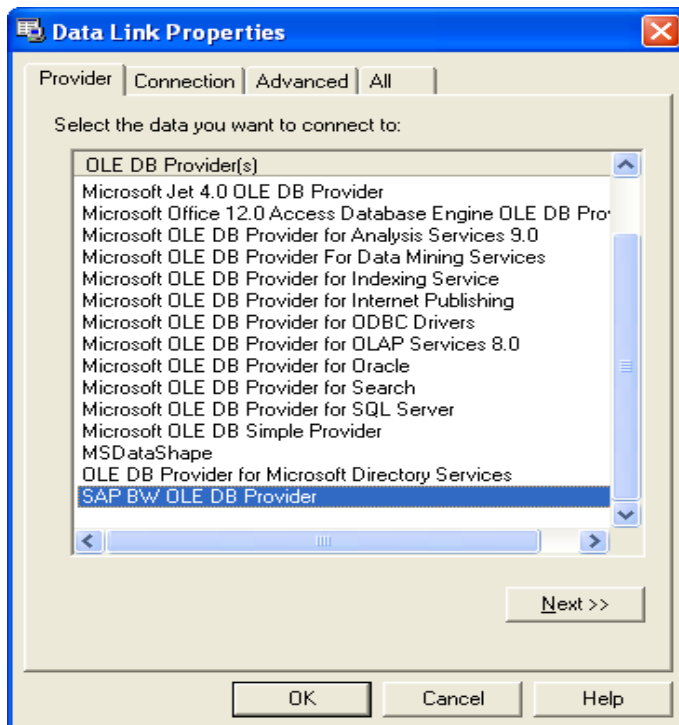 Data Link Properties
Provider Connection Advanced All
Select the data you want to connect to:
OLE DB Provider(s)
Microsoft Jet 4.0 OLE DB Provider
Microsoft Office 12.0 Access Database Engine OLE DB Pro
Microsoft OLE DB Provider for Analysis Services 9.0
Microsoft OLE DB Provider For Data Mining Services
Microsoft OLE DB Provider for Indexing Service
Microsoft OLE DB Provider for Internet Publishing
Microsoft OLE DB Provider for ODBC Drivers
Microsoft OLE DB Provider for OLAP Services 8.0
Microsoft OLE DB Provider for Oracle
Microsoft OLE DB Provider for Search
Microsoft OLE DB Provider for SQL Server
Microsoft OLE DB Simple Provider
MSDataShape
OLE DB Provider for Microsoft Directory Services
SAP BW OLE DB Provider
Next >>
OK Cancel Help